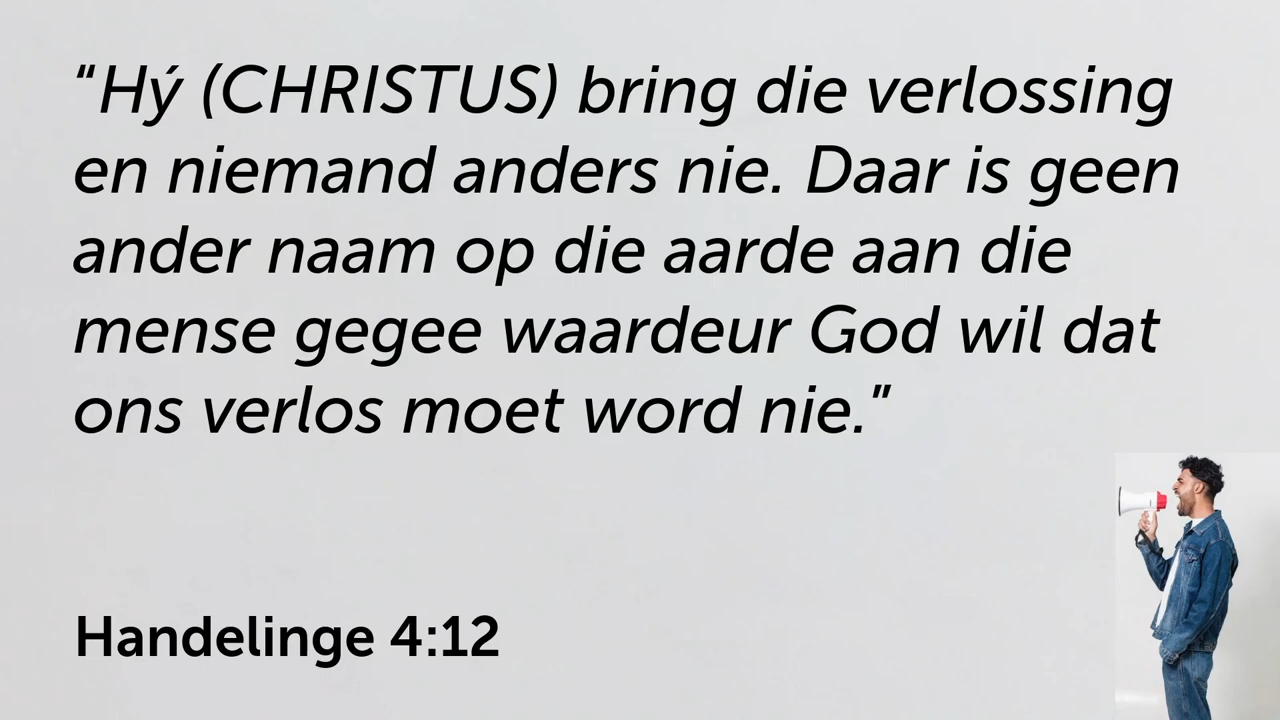 “Hý (CHRISTUS) bring die verlossing
en niemand anders nie. Daar is geen
ander naam op die aarde aan die
mense gegee waardeur God wil dat
ons verlos moet word nie.”
Handelinge 4:12